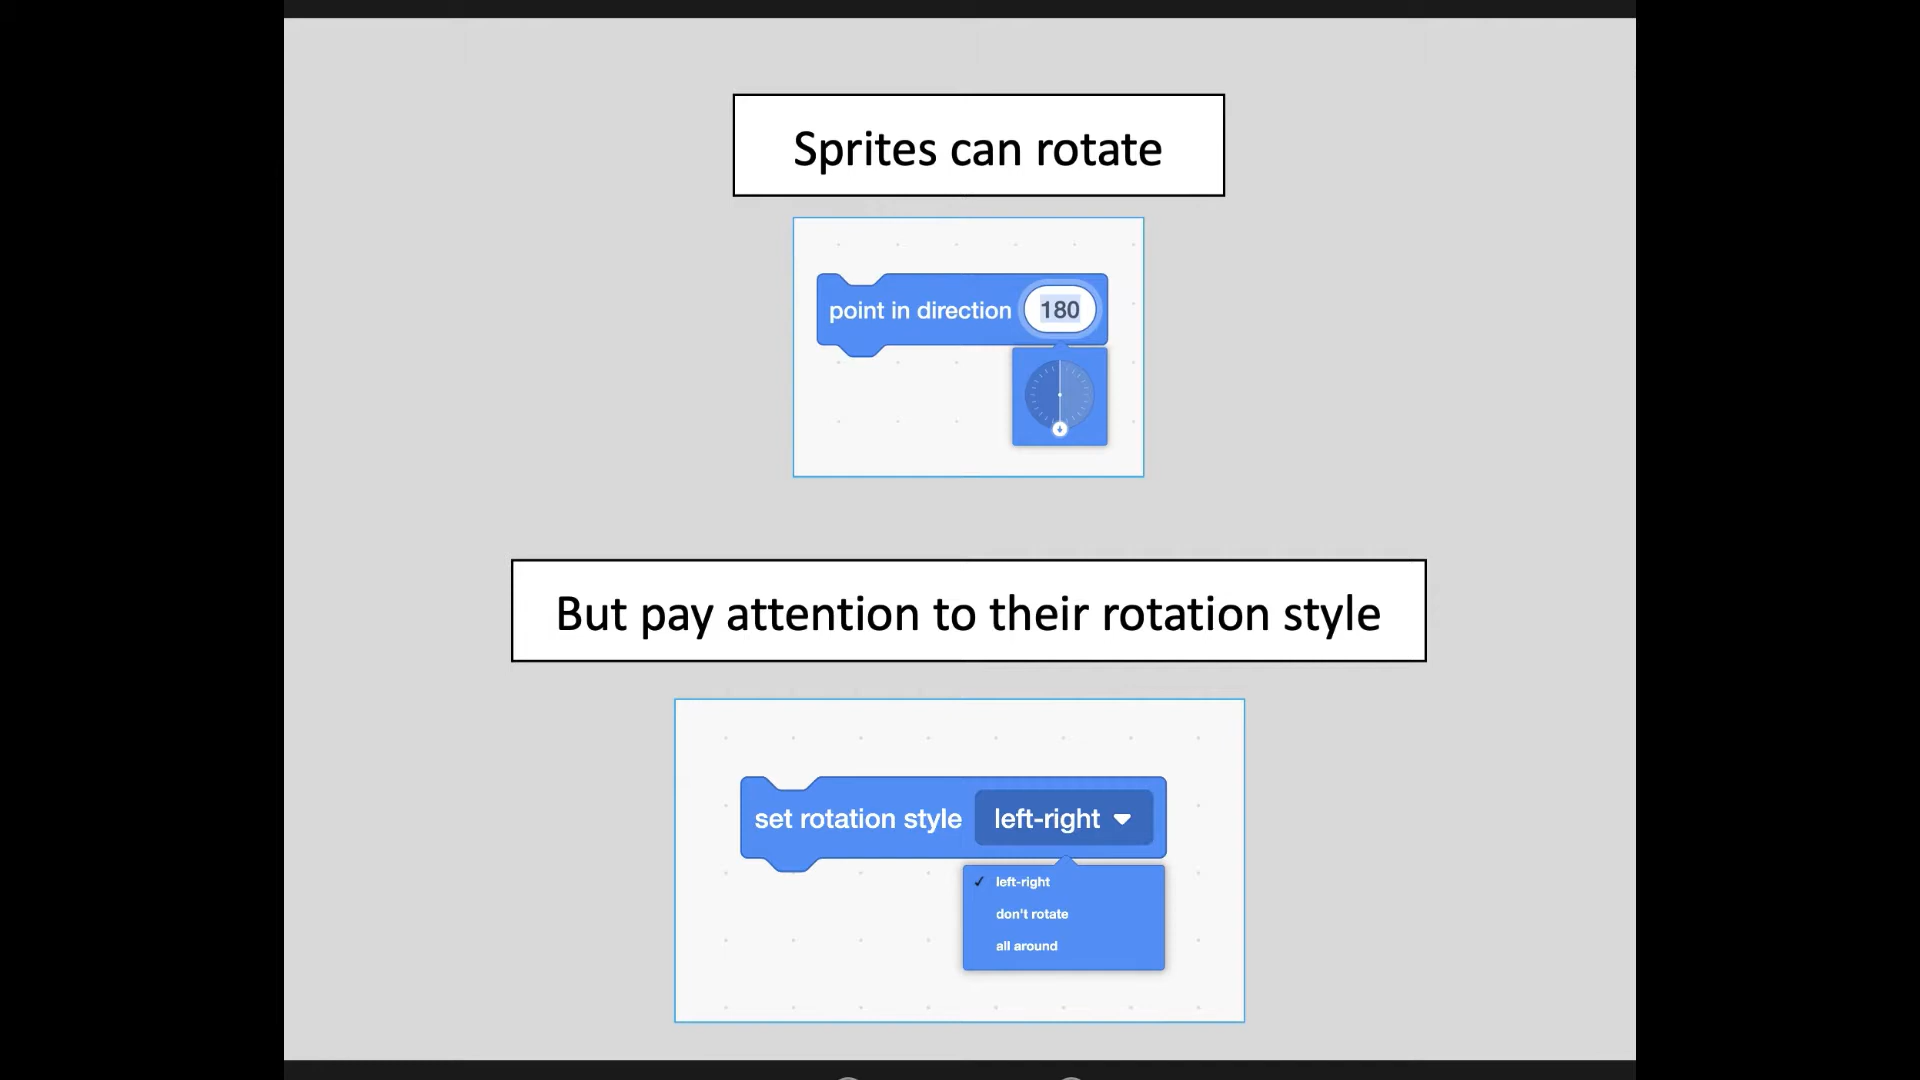 Sprites can rotate
point in direction 180
But pay attention to their rotation style
set rotation style left-right
left-right
don't rotate
all around